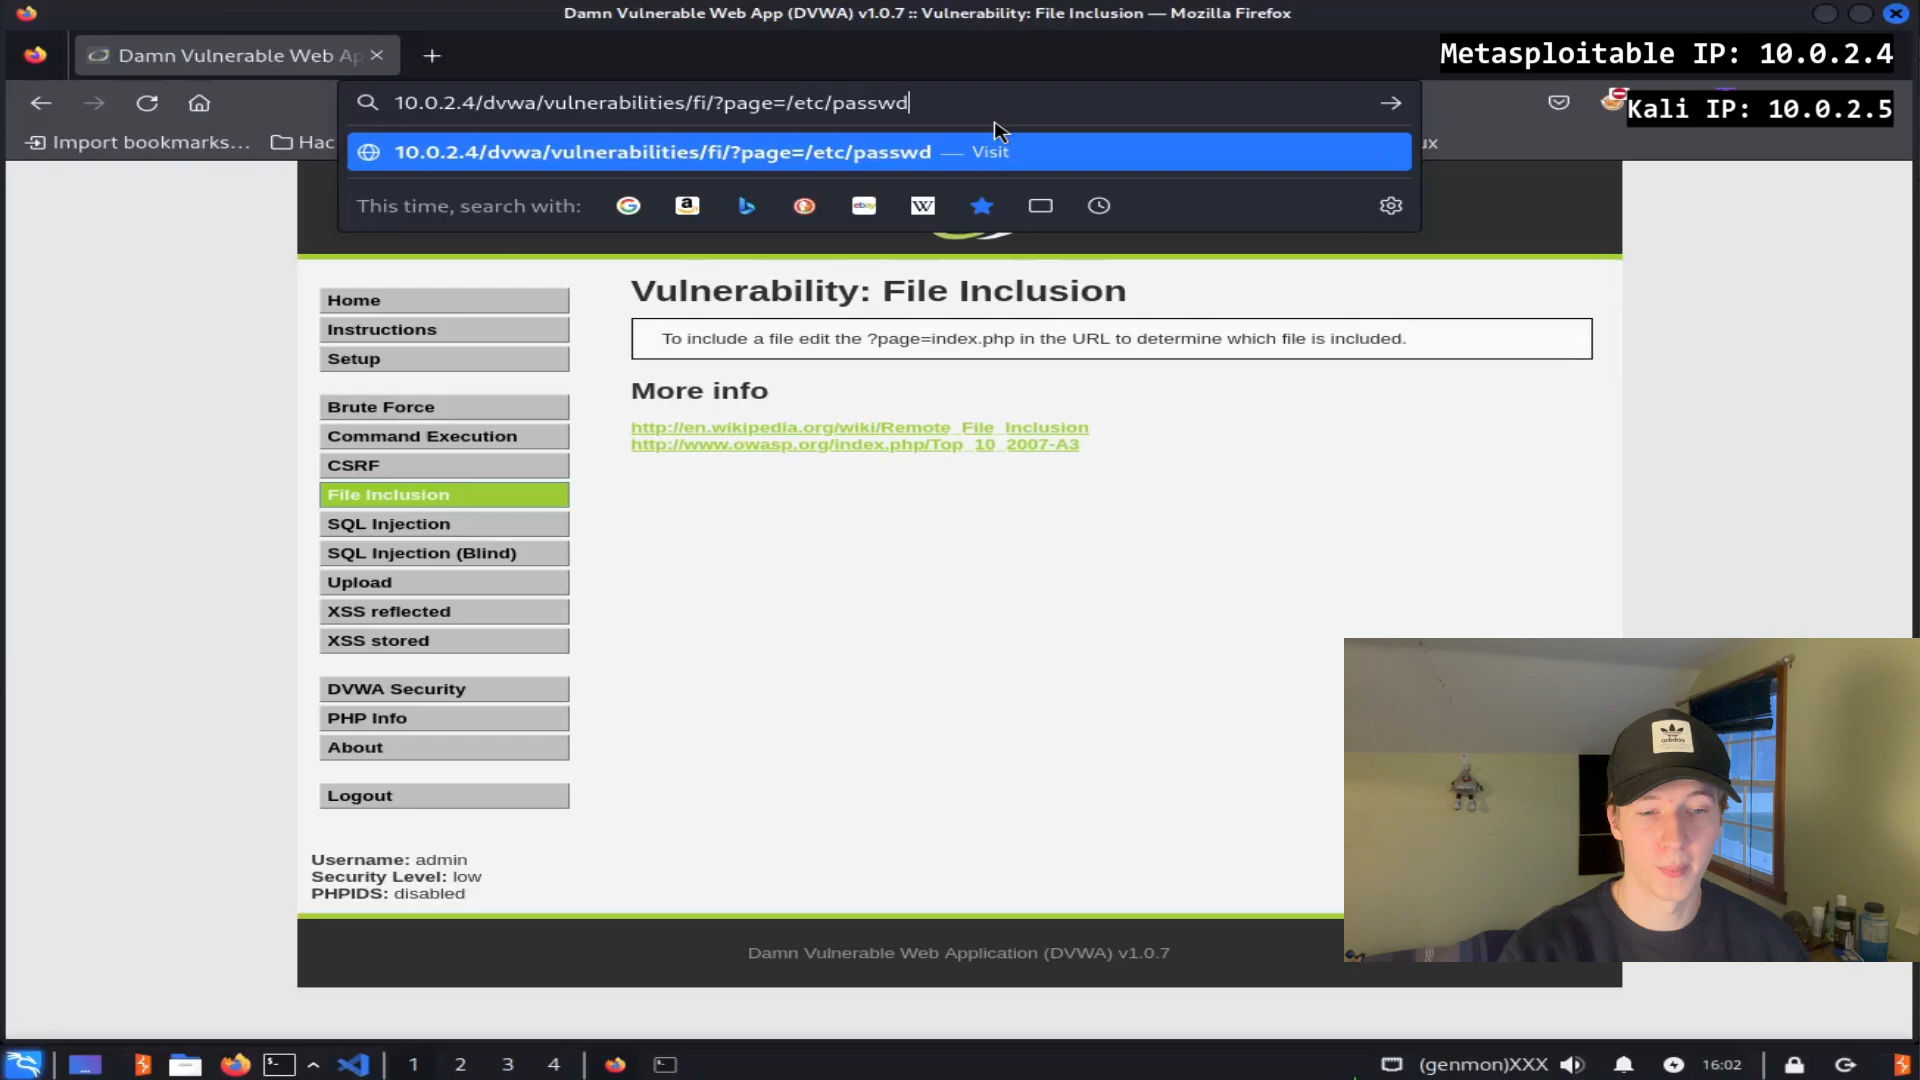 Damn Vulnerable Web App (DVWA) v1.0.7 :: Vulnerability: File Inclusion — Mozilla Firefox
Damn Vulnerable Web Ap
Metasploitable IP: 10.0.2.4
10.0.2.4/dvwa/vulnerabilities/fi/?page=/etc/passwd
Kali IP: 10.0.2.5
Import bookmarks...
Hac
10.0.2.4/dvwa/vulnerabilities/fi/?page=/etc/passwd — Visit
ux
This time, search with:
Home
Instructions
Setup
Brute Force
Command Execution
CSRF
File Inclusion
SQL Injection
SQL Injection (Blind)
Upload
XSS reflected
XSS stored
DVWA Security
PHP Info
About
Logout
Vulnerability: File Inclusion
To include a file edit the ?page=index.php in the URL to determine which file is included.
More info
http://en.wikipedia.org/wiki/Remote_File_Inclusion
http://www.owasp.org/index.php/Top_10_2007-A3
adidas
Username: admin
Security Level: low
PHPIDS: disabled
Damn Vulnerable Web Application (DVWA) v1.0.7
1 2 3 4
(genmon)XXX
16:02